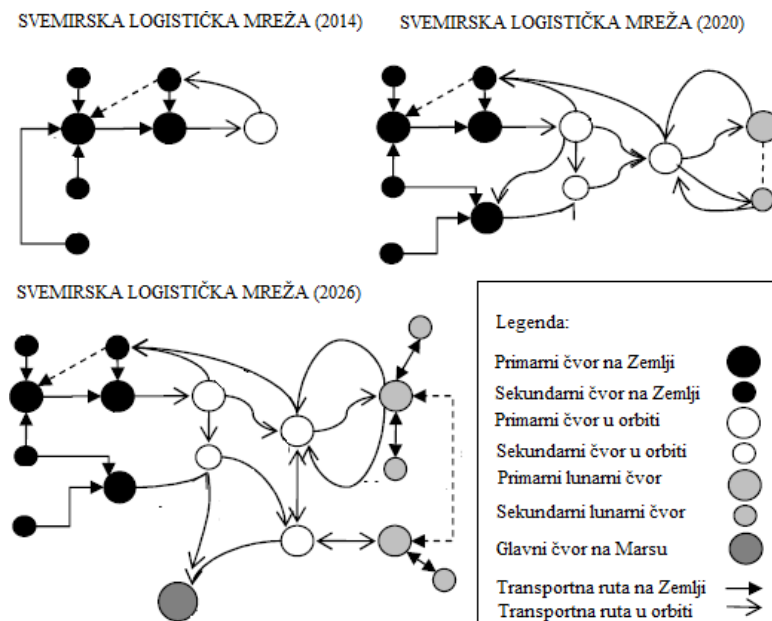 SVEMIRSKA LOGISTIČKA MREŽA (2014)
SVEMIRSKA LOGISTIČKA MREŽA (2020)
SVEMIRSKA LOGISTIČKA MREŽA (2026)
Legenda:
Primarni čvor na Zemlji
Sekundarni čvor na Zemlji
Primarni čvor u orbiti
Sekundarni čvor u orbiti
Primarni lunarni čvor
Sekundarni lunarni čvor
Glavni čvor na Marsu
Transportna ruta na Zemlji
Transportna ruta u orbiti